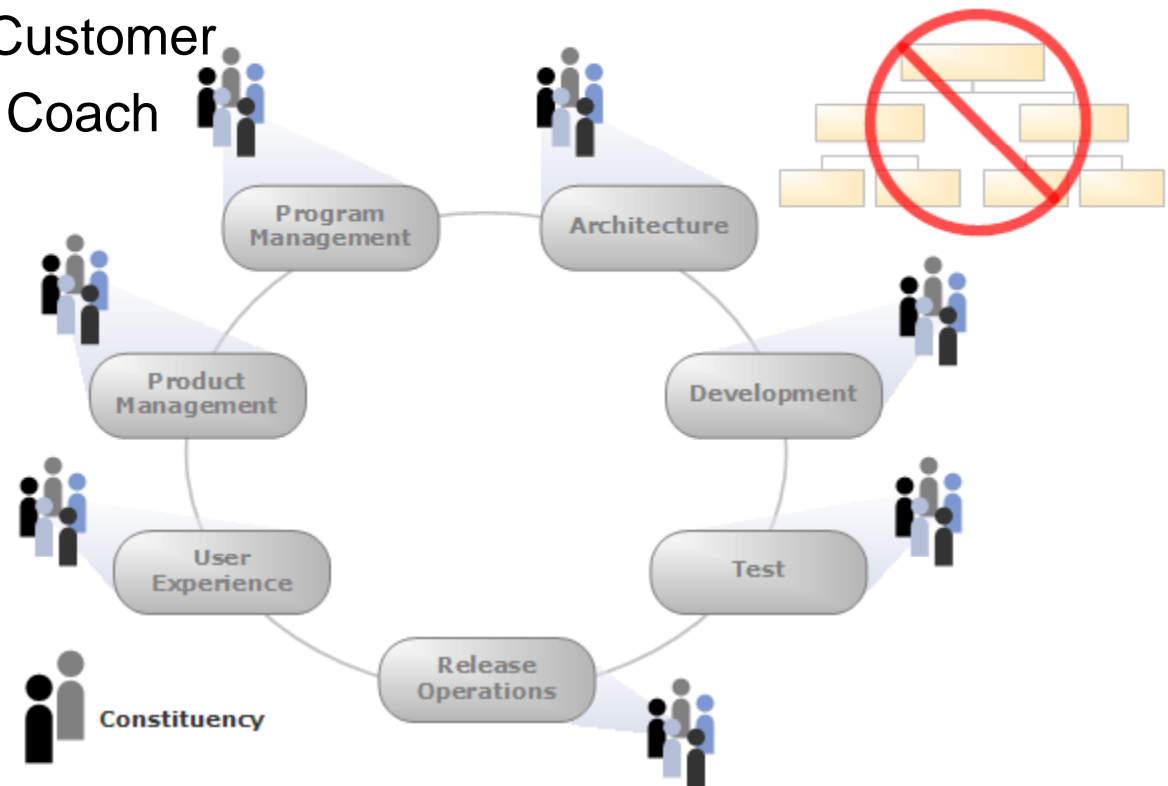 Customer
Coach
Program
Management
Architecture
Product
Management
Development
User
Experience
Test
Release
Operations
Constituency